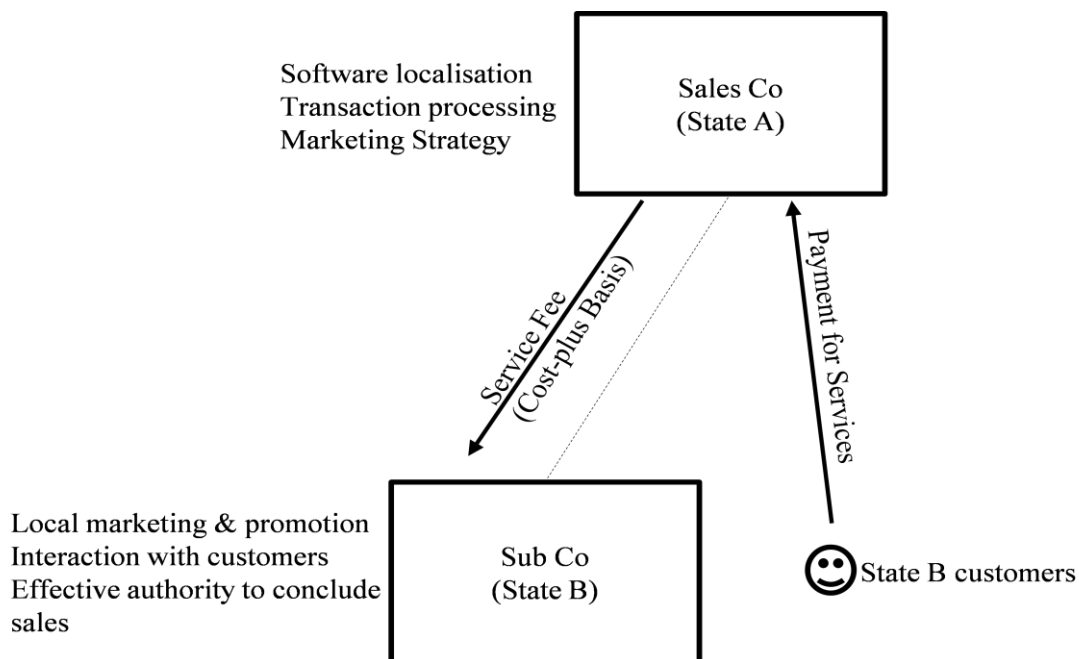 Software localisation
Transaction processing
Marketing Strategy
Sales Co
(State A)
Service Fee
(Cost-plus Basis)
Payment for Services
Local marketing & promotion
Interaction with customers
Effective authority to conclude
sales
Sub Co
(State B)
State B customers